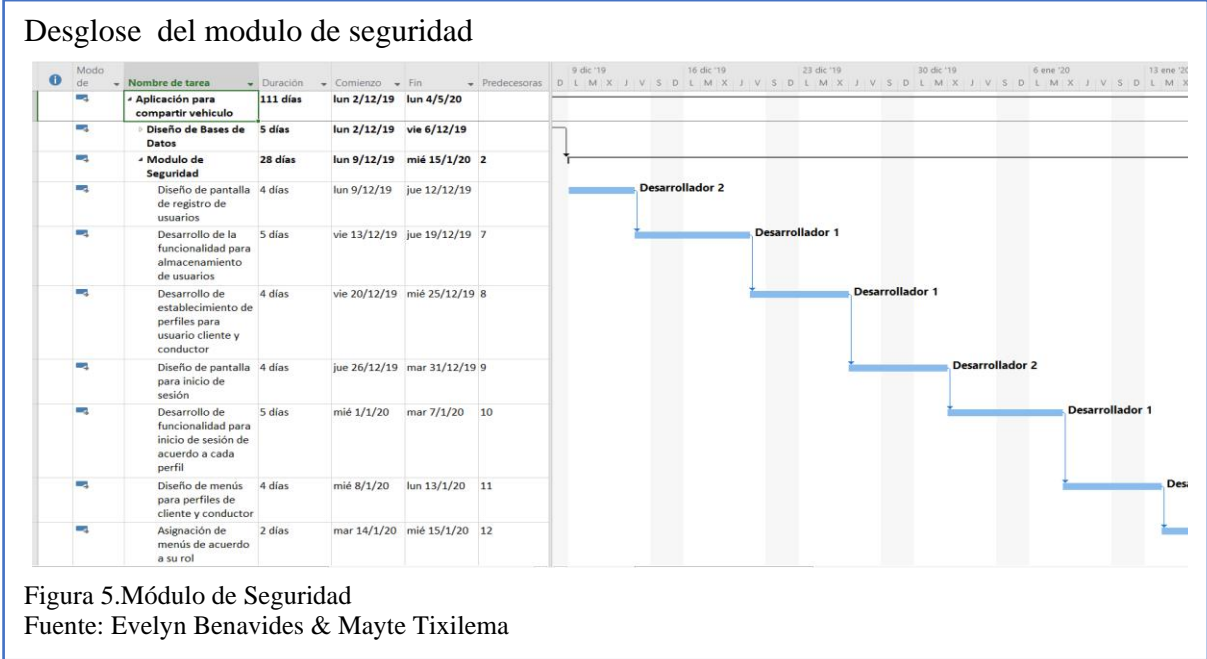 Desglose  del modulo de seguridad
Modo de
Nombre de tarea
Duración
Comienzo
Fin
Predecesoras
9 dic '19
16 dic '19
23 dic '19
30 dic '19
6 ene '20
13 ene '20
D L M X J V S D L M X J V S D L M X J V S D L M X J V S D L M X J V S D L M X
Aplicación para
compartir vehiculo
111 días lun 2/12/19 lun 4/5/20
Diseño de Bases de
Datos
5 días lun 2/12/19 vie 6/12/19
Modulo de
Seguridad
28 días lun 9/12/19 mié 15/1/20 2
Diseño de pantalla
de registro de
usuarios
4 días lun 9/12/19 jue 12/12/19
Desarrollador 2
Desarrollo de la
funcionalidad para
almacenamiento
de usuarios
5 días vie 13/12/19 jue 19/12/19 7
Desarrollador 1
Desarrollo de
establecimiento de
perfiles para
usuario cliente y
conductor
4 días vie 20/12/19 mié 25/12/19 8
Desarrollador 1
Diseño de pantalla
para inicio de
sesión
4 días jue 26/12/19 mar 31/12/19 9
Desarrollador 2
Desarrollo de
funcionalidad para
inicio de sesión de
acuerdo a cada
perfil
5 días mié 1/1/20 mar 7/1/20 10
Desarrollador 1
Diseño de menús
para perfiles de
cliente y conductor
4 días mié 8/1/20 lun 13/1/20 11
Asignación de
menús de acuerdo
a su rol
2 días mar 14/1/20 mié 15/1/20 12
Figura 5.Módulo de Seguridad
Fuente: Evelyn Benavides & Mayte Tixilema